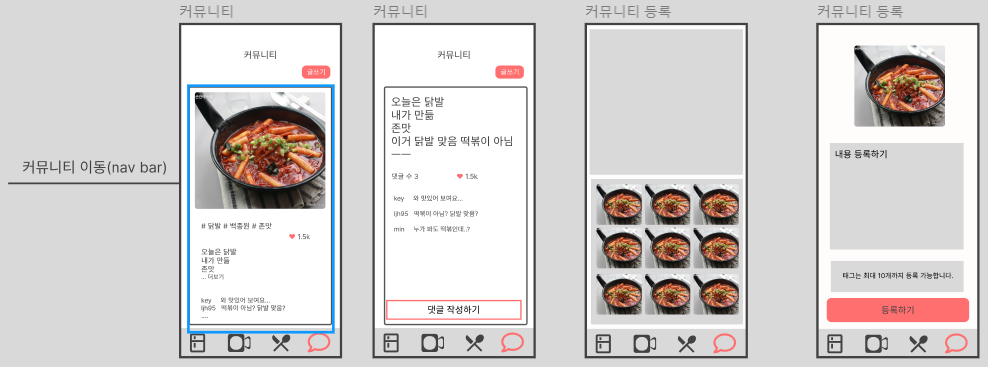 커뮤니티
커뮤니티
커뮤니티 등록
커뮤니티 등록
커뮤니티 이동(nav bar)
커뮤니티
글쓰기
# 닭발 # 백종원 # 존맛
1.5k
오늘은 닭발
내가 만듦
존맛
... 더보기
key 와 맛있어 보여요...
ljh95 떡볶이 아님? 닭발 맞음?
....
커뮤니티
글쓰기
오늘은 닭발
내가 만듦
존맛
이거 닭발 맞음 떡볶이 아님
ㅡㅡ
댓글 수 3 1.5k
key 와 맛있어 보여요...
ljh95 떡볶이 아님? 닭발 맞음?
min 누가 봐도 떡볶인데..?
댓글 작성하기
내용 등록하기
태그는 최대 10개까지 등록 가능합니다.
등록하기